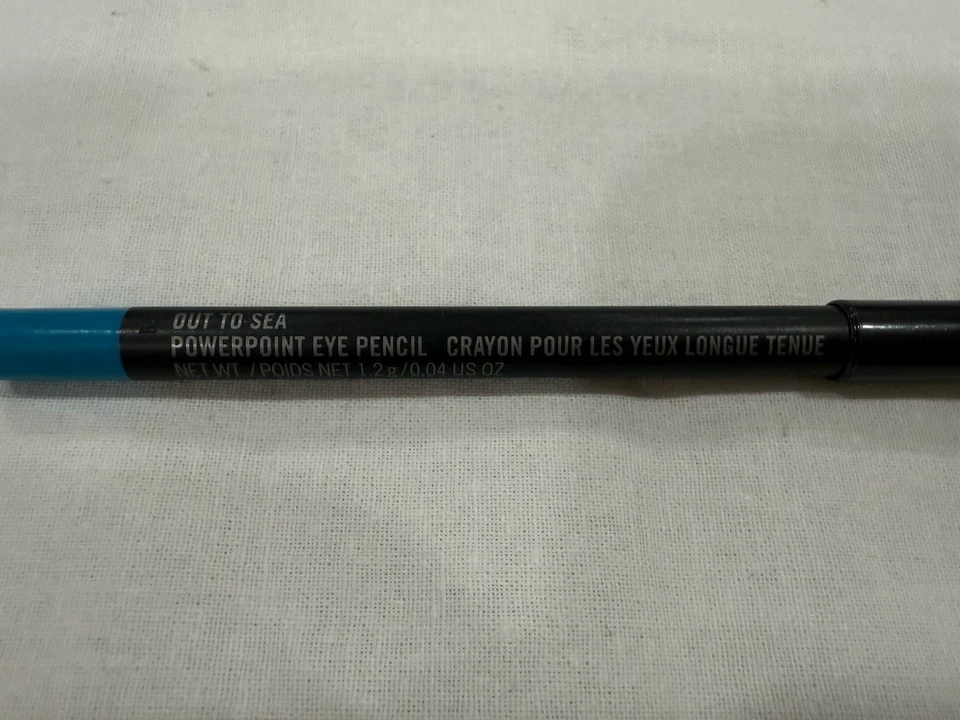 OUT TO SEA
POWERPOINT EYE PENCIL CRAYON POUR LES YEUX LONGUE TENUE
NET WT. / POIDS NET 1.2 g / 0.04 US OZ